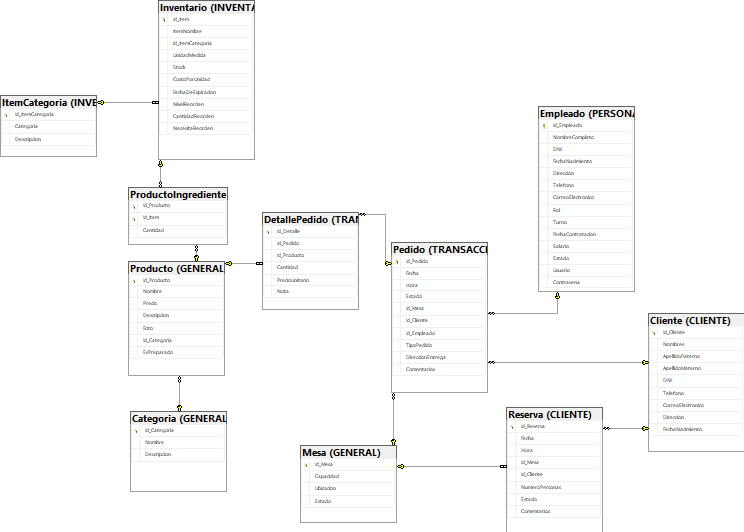 Inventario (INVENTA
Id_Item
ItemNombre
Id_ItemCategoria
UnidadMedida
Stock
CostoPorUnidad
FechaDeExpiracion
NivelReorden
CantidadReorden
NecesitaReorden
ItemCategoria (INVE
Id_ItemCategoria
Categoria
Descripcion
ProductoIngrediente
Id_Producto
Id_Item
Cantidad
Producto (GENERAL
Id_Producto
Nombre
Precio
Descripcion
Foto
Id_Categoria
EsPreparado
Categoria (GENERAL
Id_Categoria
Nombre
Descripcion
DetallePedido (TRAN
Id_Detalle
Id_Pedido
Id_Producto
Cantidad
PrecioUnitario
Nota
Pedido (TRANSACCI
Id_Pedido
Fecha
Hora
Estado
Id_Mesa
Id_Cliente
Id_Empleado
TipoPedido
DireccionEntrega
Comentarios
Mesa (GENERAL)
Id_Mesa
Capacidad
Ubicacion
Estado
Empleado (PERSONA
Id_Empleado
NombreCompleto
DNI
FechaNacimiento
Direccion
Telefono
CorreoElectronico
Rol
Turno
FechaContratacion
Salario
Estado
Usuario
Contrasena
Reserva (CLIENTE)
Id_Reserva
Fecha
Hora
Id_Mesa
Id_Cliente
NumeroPersonas
Estado
Comentarios
Cliente (CLIENTE)
Id_Cliente
Nombres
ApellidoPaterno
ApellidoMaterno
DNI
Telefono
CorreoElectronico
Direccion
FechaNacimiento